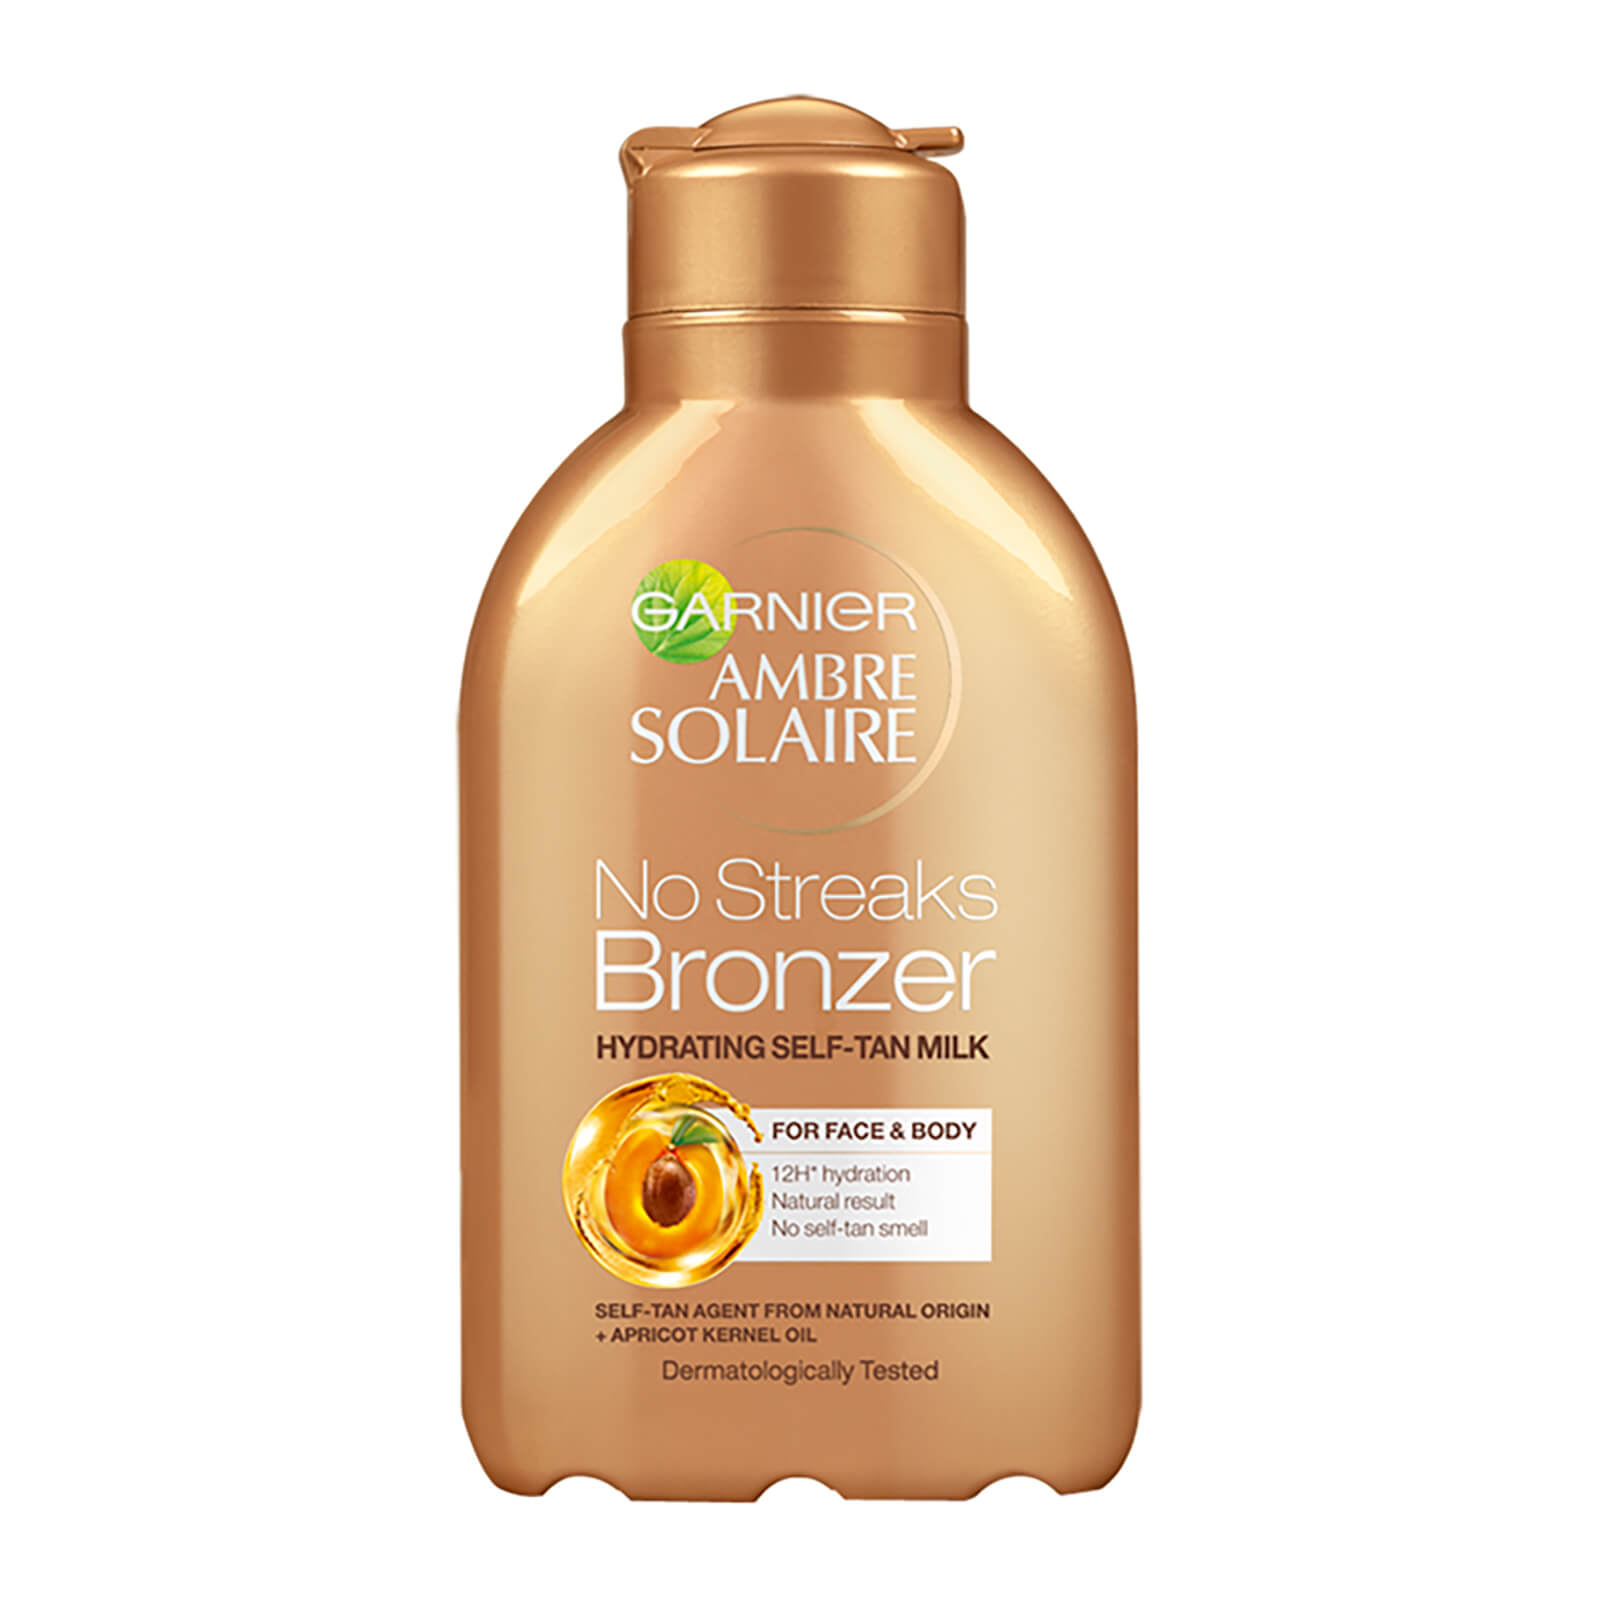 GARNIER
AMBRE
SOLAIRE
No Streaks
Bronzer
HYDRATING SELF-TAN MILK
FOR FACE & BODY
12H* hydration
Natural result
No self-tan smell
SELF-TAN AGENT FROM NATURAL ORIGIN
+ APRICOT KERNEL OIL
Dermatologically Tested